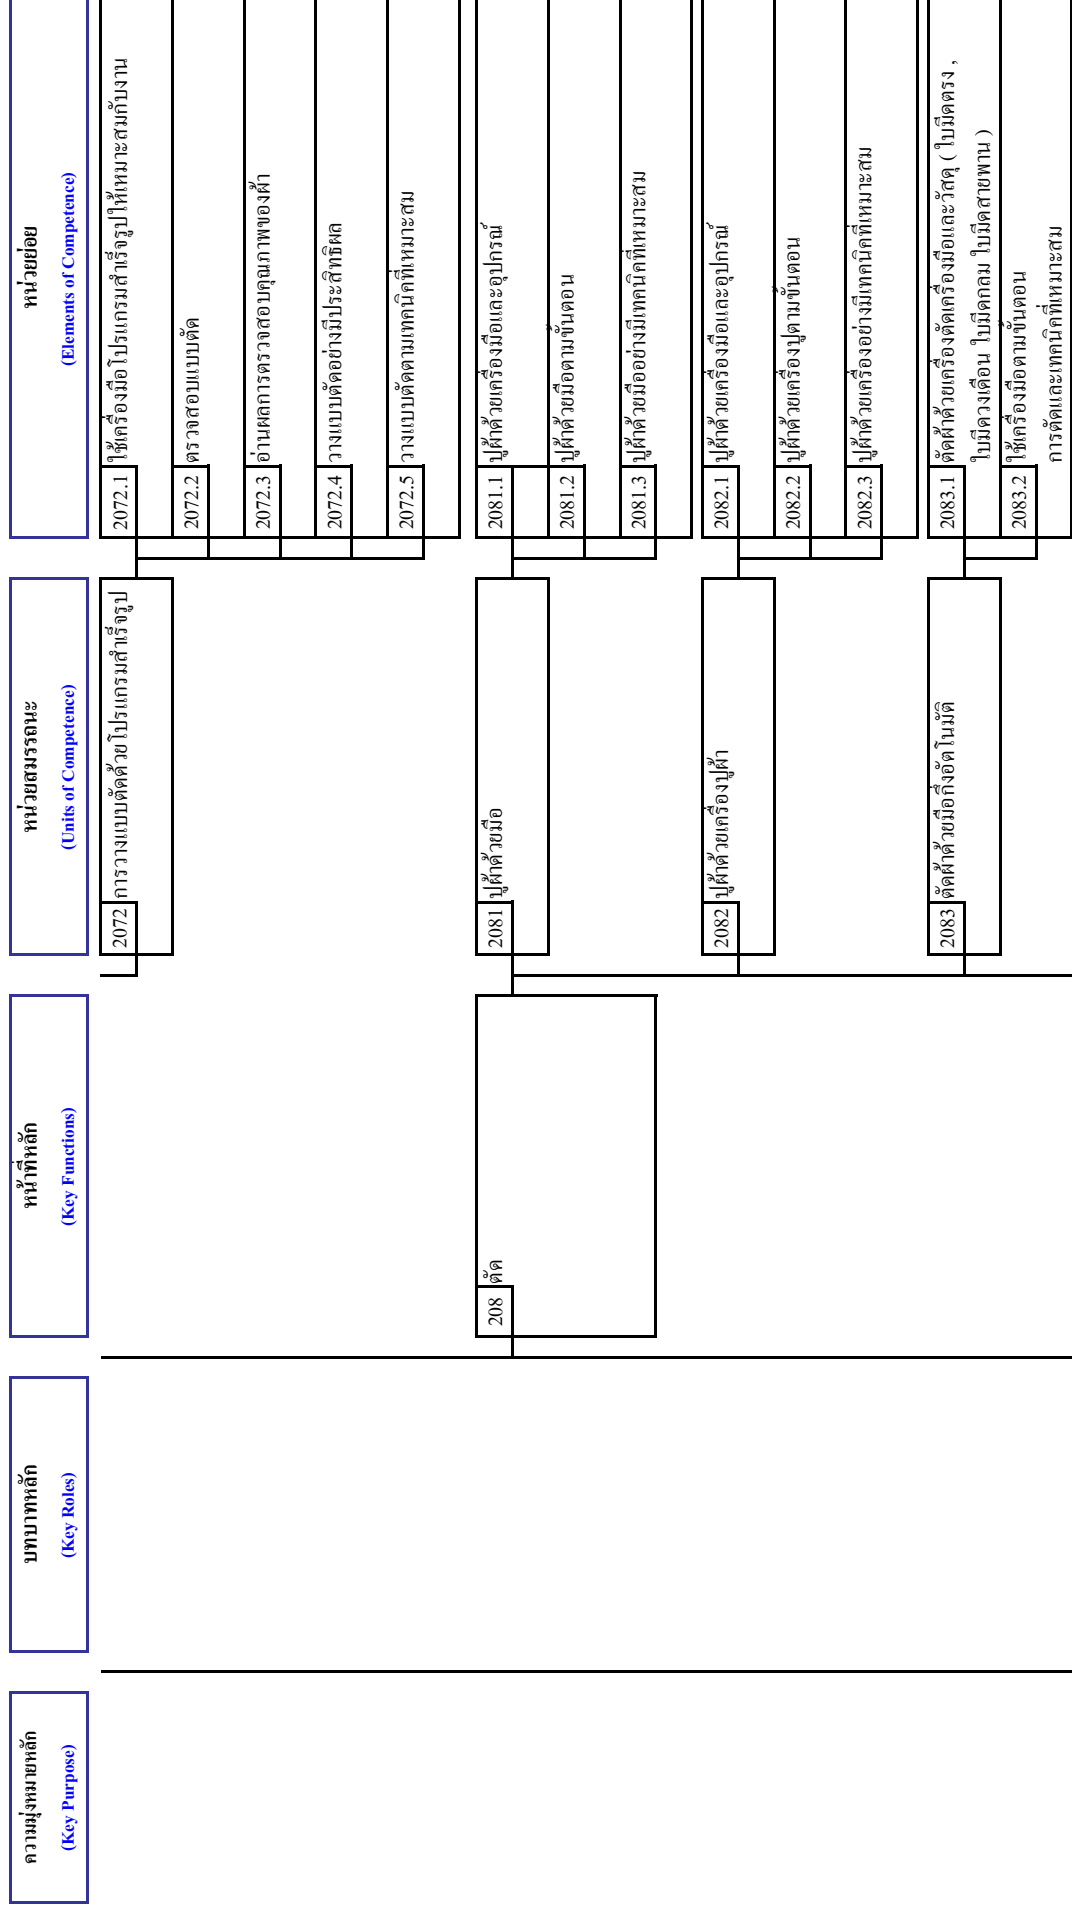 ความมุ่งหมายหลัก
(Key Purpose)
บทบาทหลัก
(Key Roles)
หน้าที่หลัก
(Key Functions)
หน่วยสมรรถนะ
(Units of Competence)
หน่วยย่อย
(Elements of Competence)
2072 การวางแบบตัดด้วยโปรแกรมสำเร็จรูป
2072.1 ใช้เครื่องมือโปรแกรมสำเร็จรูปให้เหมาะสมกับงาน
2072.2 ตรวจสอบแบบตัด
2072.3 อ่านผลการตรวจสอบคุณภาพของผ้า
2072.4 วางแบบตัดอย่างมีประสิทธิผล
2072.5 วางแบบตัดตามเทคนิคที่เหมาะสม
208 ตัด
2081 ปูผ้าด้วยมือ
2081.1 ปูผ้าด้วยเครื่องมือและอุปกรณ์
2081.2 ปูผ้าด้วยมือตามขั้นตอน
2081.3 ปูผ้าด้วยมืออย่างมีเทคนิคที่เหมาะสม
2082 ปูผ้าด้วยเครื่องปูผ้า
2082.1 ปูผ้าด้วยเครื่องมือและอุปกรณ์
2082.2 ปูผ้าด้วยเครื่องปูตามขั้นตอน
2082.3 ปูผ้าด้วยเครื่องอย่างมีเทคนิคที่เหมาะสม
2083 ตัดผ้าด้วยมือกึ่งอัตโนมัติ
2083.1 ตัดผ้าด้วยเครื่องตัดเครื่องมือและวัสดุ ( ใบมีดตรง ,
ใบมีดวงเดือน ใบมีดกลม ใบมีดสายพาน )
2083.2 ใช้เครื่องมือตามขั้นตอน
การตัดและเทคนิคที่เหมาะสม